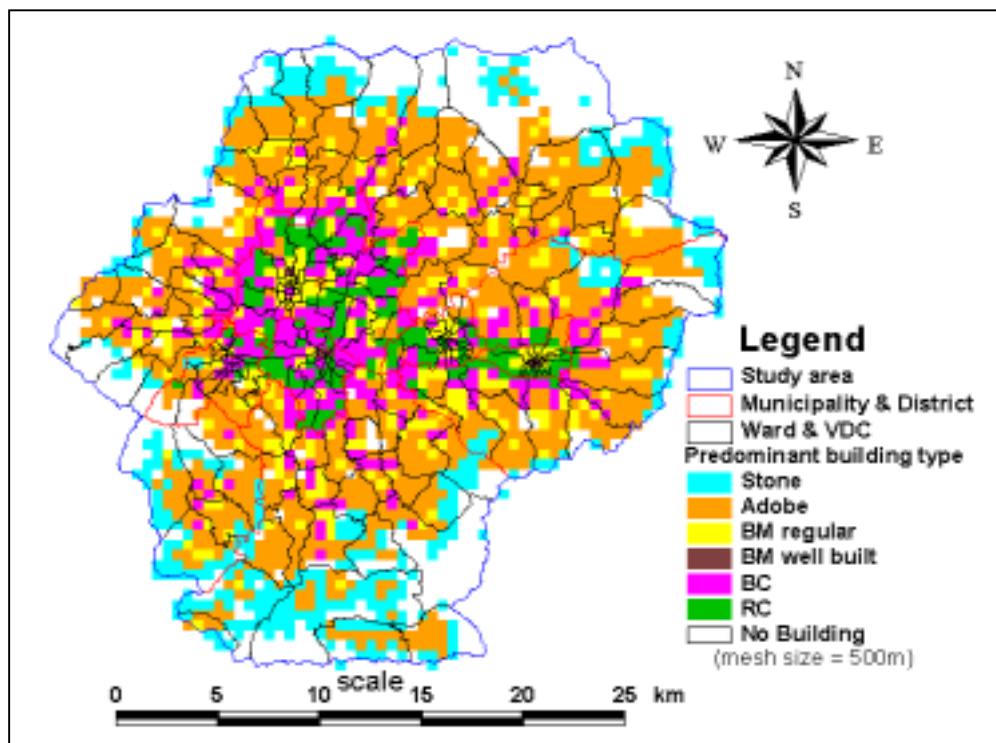 N
W
E
S
Legend
Study area
Municipality & District
Ward & VDC
Predominant building type
Stone
Adobe
BM regular
BM well built
BC
RC
No Building
(mesh size = 500m)
scale
0 5 10 15 20 25 km